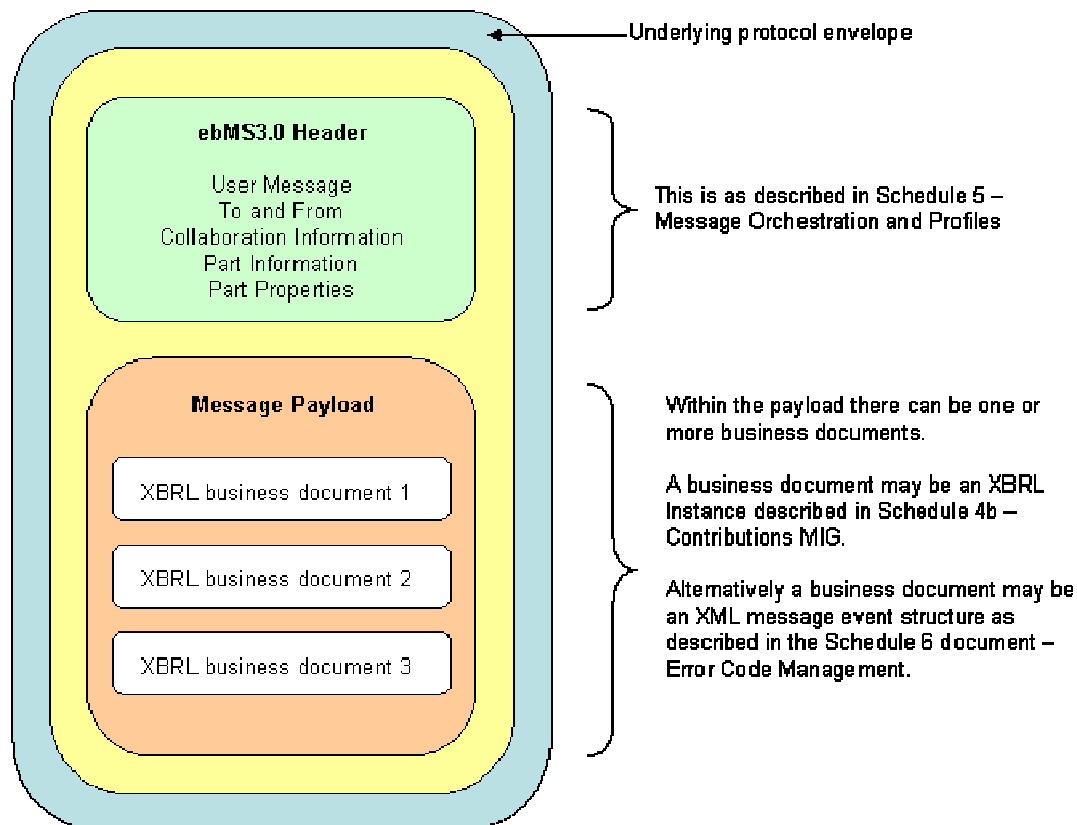 Underlying protocol envelope
ebMS3.0 Header
User Message
To and From
Collaboration Information
Part Information
Part Properties
This is as described in Schedule 5 –
Message Orchestration and Profiles
Message Payload
XBRL business document 1
XBRL business document 2
XBRL business document 3
Within the payload there can be one or
more business documents.
A business document may be an XBRL
Instance described in Schedule 4b –
Contributions MIG.
Alternatively a business document may be
an XML message event structure as
described in the Schedule 6 document –
Error Code Management.